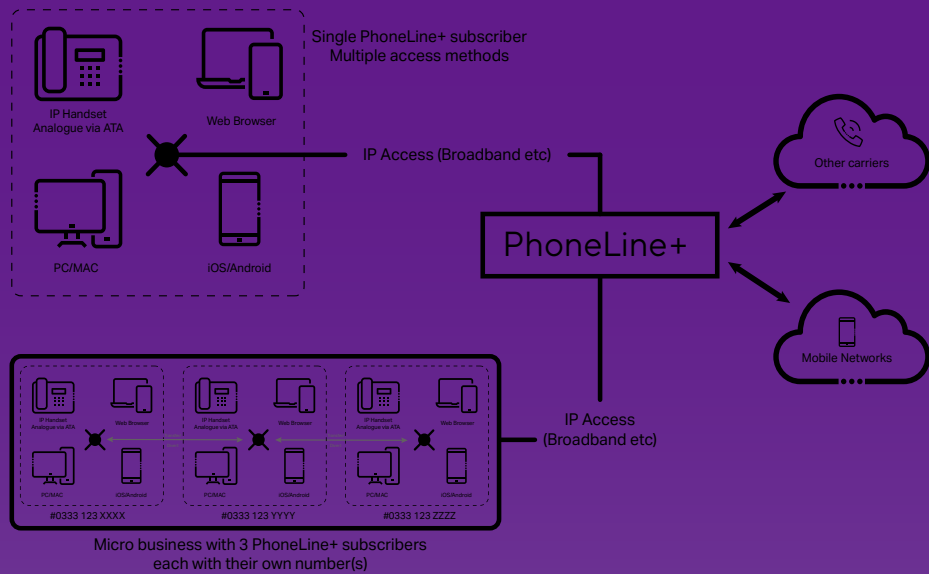 Single PhoneLine+ subscriber
Multiple access methods
IP Handset
Analogue via ATA
Web Browser
IP Access (Broadband etc)
PC/MAC
iOS/Android
Other carriers
PhoneLine+
Mobile Networks
IP Handset
Analogue via ATA
Web Browser
PC/MAC
iOS/Android
#0333 123 XXXX
IP Handset
Analogue via ATA
Web Browser
PC/MAC
iOS/Android
#0333 123 YYYY
IP Handset
Analogue via ATA
Web Browser
PC/MAC
iOS/Android
#0333 123 ZZZZ
IP Access
(Broadband etc)
Micro business with 3 PhoneLine+ subscribers
each with their own number(s)